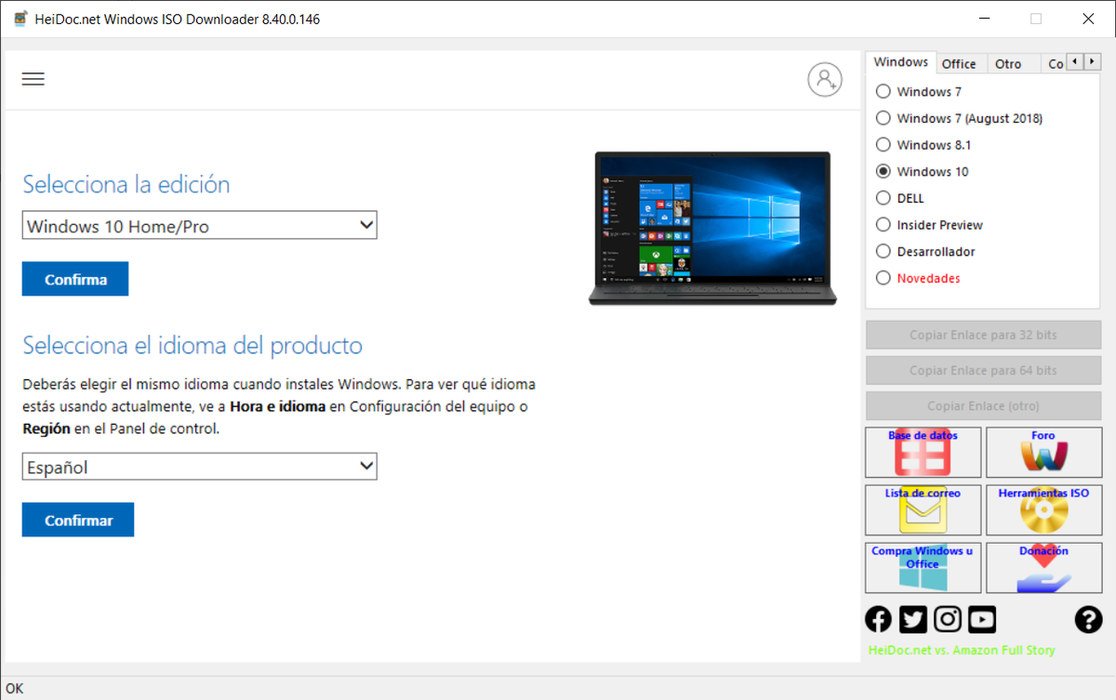 HeiDoc.net Windows ISO Downloader 8.40.0.146
Selecciona la edición
Windows 10 Home/Pro
Confirma
Selecciona el idioma del producto
Deberás elegir el mismo idioma cuando instales Windows. Para ver qué idioma
estás usando actualmente, ve a Hora e idioma en Configuración del equipo o
Región en el Panel de control.
Español
Confirmar
Windows
Office
Otro
Co
Windows 7
Windows 7 (August 2018)
Windows 8.1
Windows 10
DELL
Insider Preview
Desarrollador
Novedades
Copiar Enlace para 32 bits
Copiar Enlace para 64 bits
Copiar Enlace (otro)
Base de datos
Foro
Lista de correo
Herramientas ISO
Compra Windows u
Office
Donación
HeiDoc.net vs. Amazon Full Story
OK